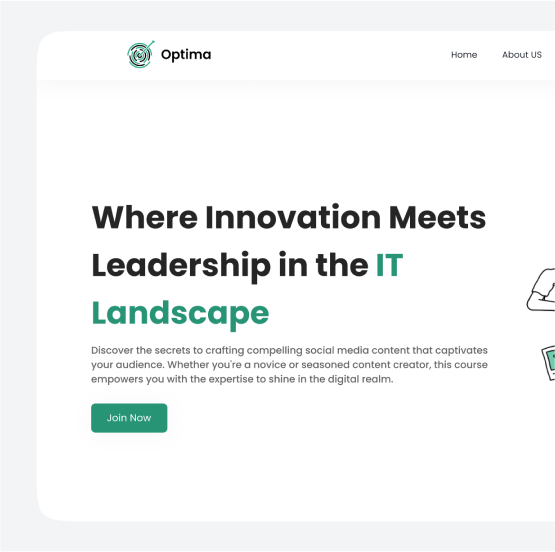 Optima
Home
About US
Where Innovation Meets
Leadership in the IT
Landscape
Discover the secrets to crafting compelling social media content that captivates
your audience. Whether you're a novice or seasoned content creator, this course
empowers you with the expertise to shine in the digital realm.
Join Now